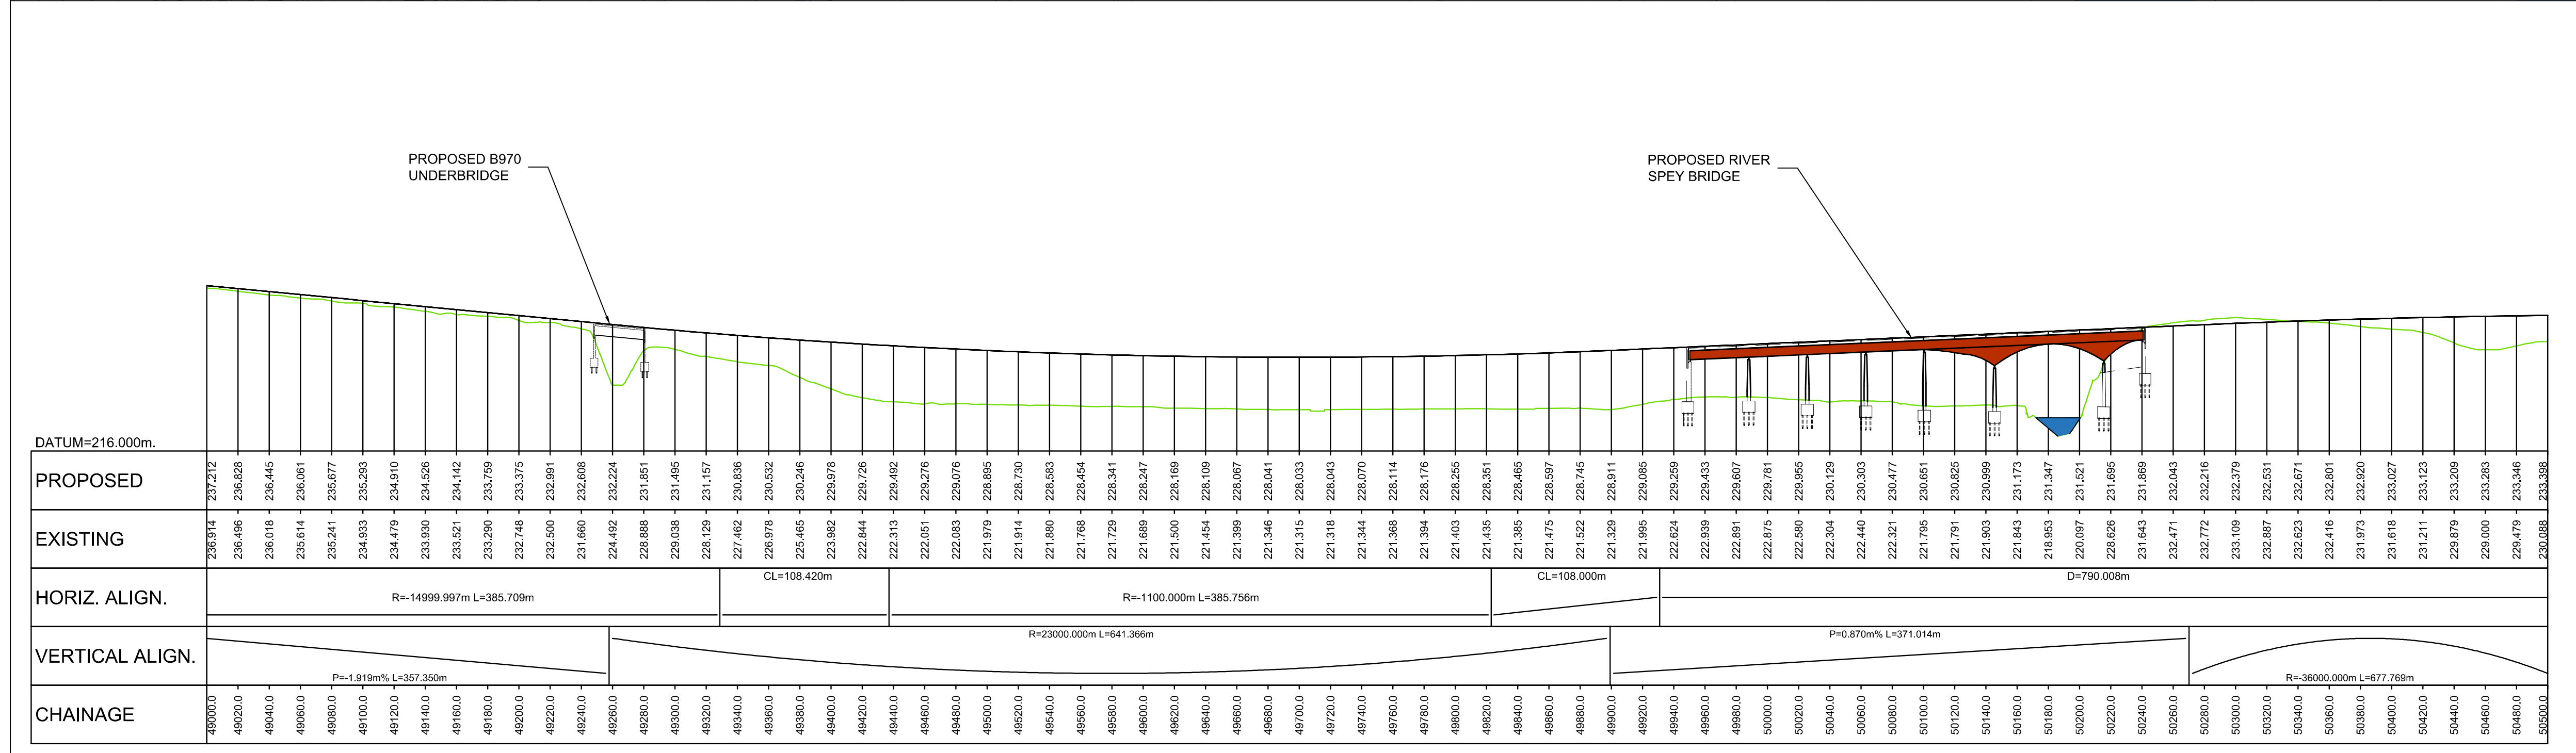 PROPOSED B970
UNDERBRIDGE
PROPOSED RIVER
SPEY BRIDGE
DATUM=216.000m.
PROPOSED 237.212 236.828 236.445 236.061 235.677 235.293 234.910 234.526 234.142 233.759 233.375 232.991 232.608 232.224 231.851 231.495 231.157 230.836 230.532 230.246 229.978 229.726 229.492 229.276 229.076 228.895 228.730 228.583 228.454 228.341 228.247 228.169 228.109 228.067 228.041 228.033 228.043 228.070 228.114 228.176 228.255 228.351 228.465 228.597 228.745 228.911 229.085 229.259 229.433 229.607 229.781 229.955 230.129 230.303 230.477 230.651 230.825 230.999 231.173 231.347 231.521 231.695 231.869 232.043 232.216 232.379 232.531 232.671 232.801 232.920 233.027 233.123 233.209 233.283 233.346 233.398
EXISTING 236.914 236.496 236.018 235.614 235.241 234.933 234.479 233.930 233.521 233.290 232.748 232.500 231.660 224.492 228.888 229.038 228.129 227.462 226.978 225.465 223.982 222.844 222.313 222.051 222.083 221.979 221.914 221.880 221.768 221.729 221.689 221.500 221.454 221.399 221.346 221.315 221.318 221.344 221.368 221.394 221.403 221.435 221.385 221.475 221.522 221.329 221.995 222.624 222.939 222.891 222.875 222.580 222.304 222.440 222.321 221.795 221.791 221.903 221.843 218.953 220.097 228.626 231.643 232.471 232.772 233.109 232.887 232.623 232.416 231.973 231.618 231.211 229.879 229.000 229.479 230.088
HORIZ. ALIGN. R=-14999.997m L=385.709m CL=108.420m R=-1100.000m L=385.756m CL=108.000m D=790.008m
VERTICAL ALIGN. P=-1.919m% L=357.350m R=23000.000m L=641.366m P=0.870m% L=371.014m R=-36000.000m L=677.769m
CHAINAGE 49000.0 49020.0 49040.0 49060.0 49080.0 49100.0 49120.0 49140.0 49160.0 49180.0 49200.0 49220.0 49240.0 49260.0 49280.0 49300.0 49320.0 49340.0 49360.0 49380.0 49400.0 49420.0 49440.0 49460.0 49480.0 49500.0 49520.0 49540.0 49560.0 49580.0 49600.0 49620.0 49640.0 49660.0 49680.0 49700.0 49720.0 49740.0 49760.0 49780.0 49800.0 49820.0 49840.0 49860.0 49880.0 49900.0 49920.0 49940.0 49960.0 49980.0 50000.0 50020.0 50040.0 50060.0 50080.0 50100.0 50120.0 50140.0 50160.0 50180.0 50200.0 50220.0 50240.0 50260.0 50280.0 50300.0 50320.0 50340.0 50360.0 50380.0 50400.0 50420.0 50440.0 50460.0 50480.0 50500.0